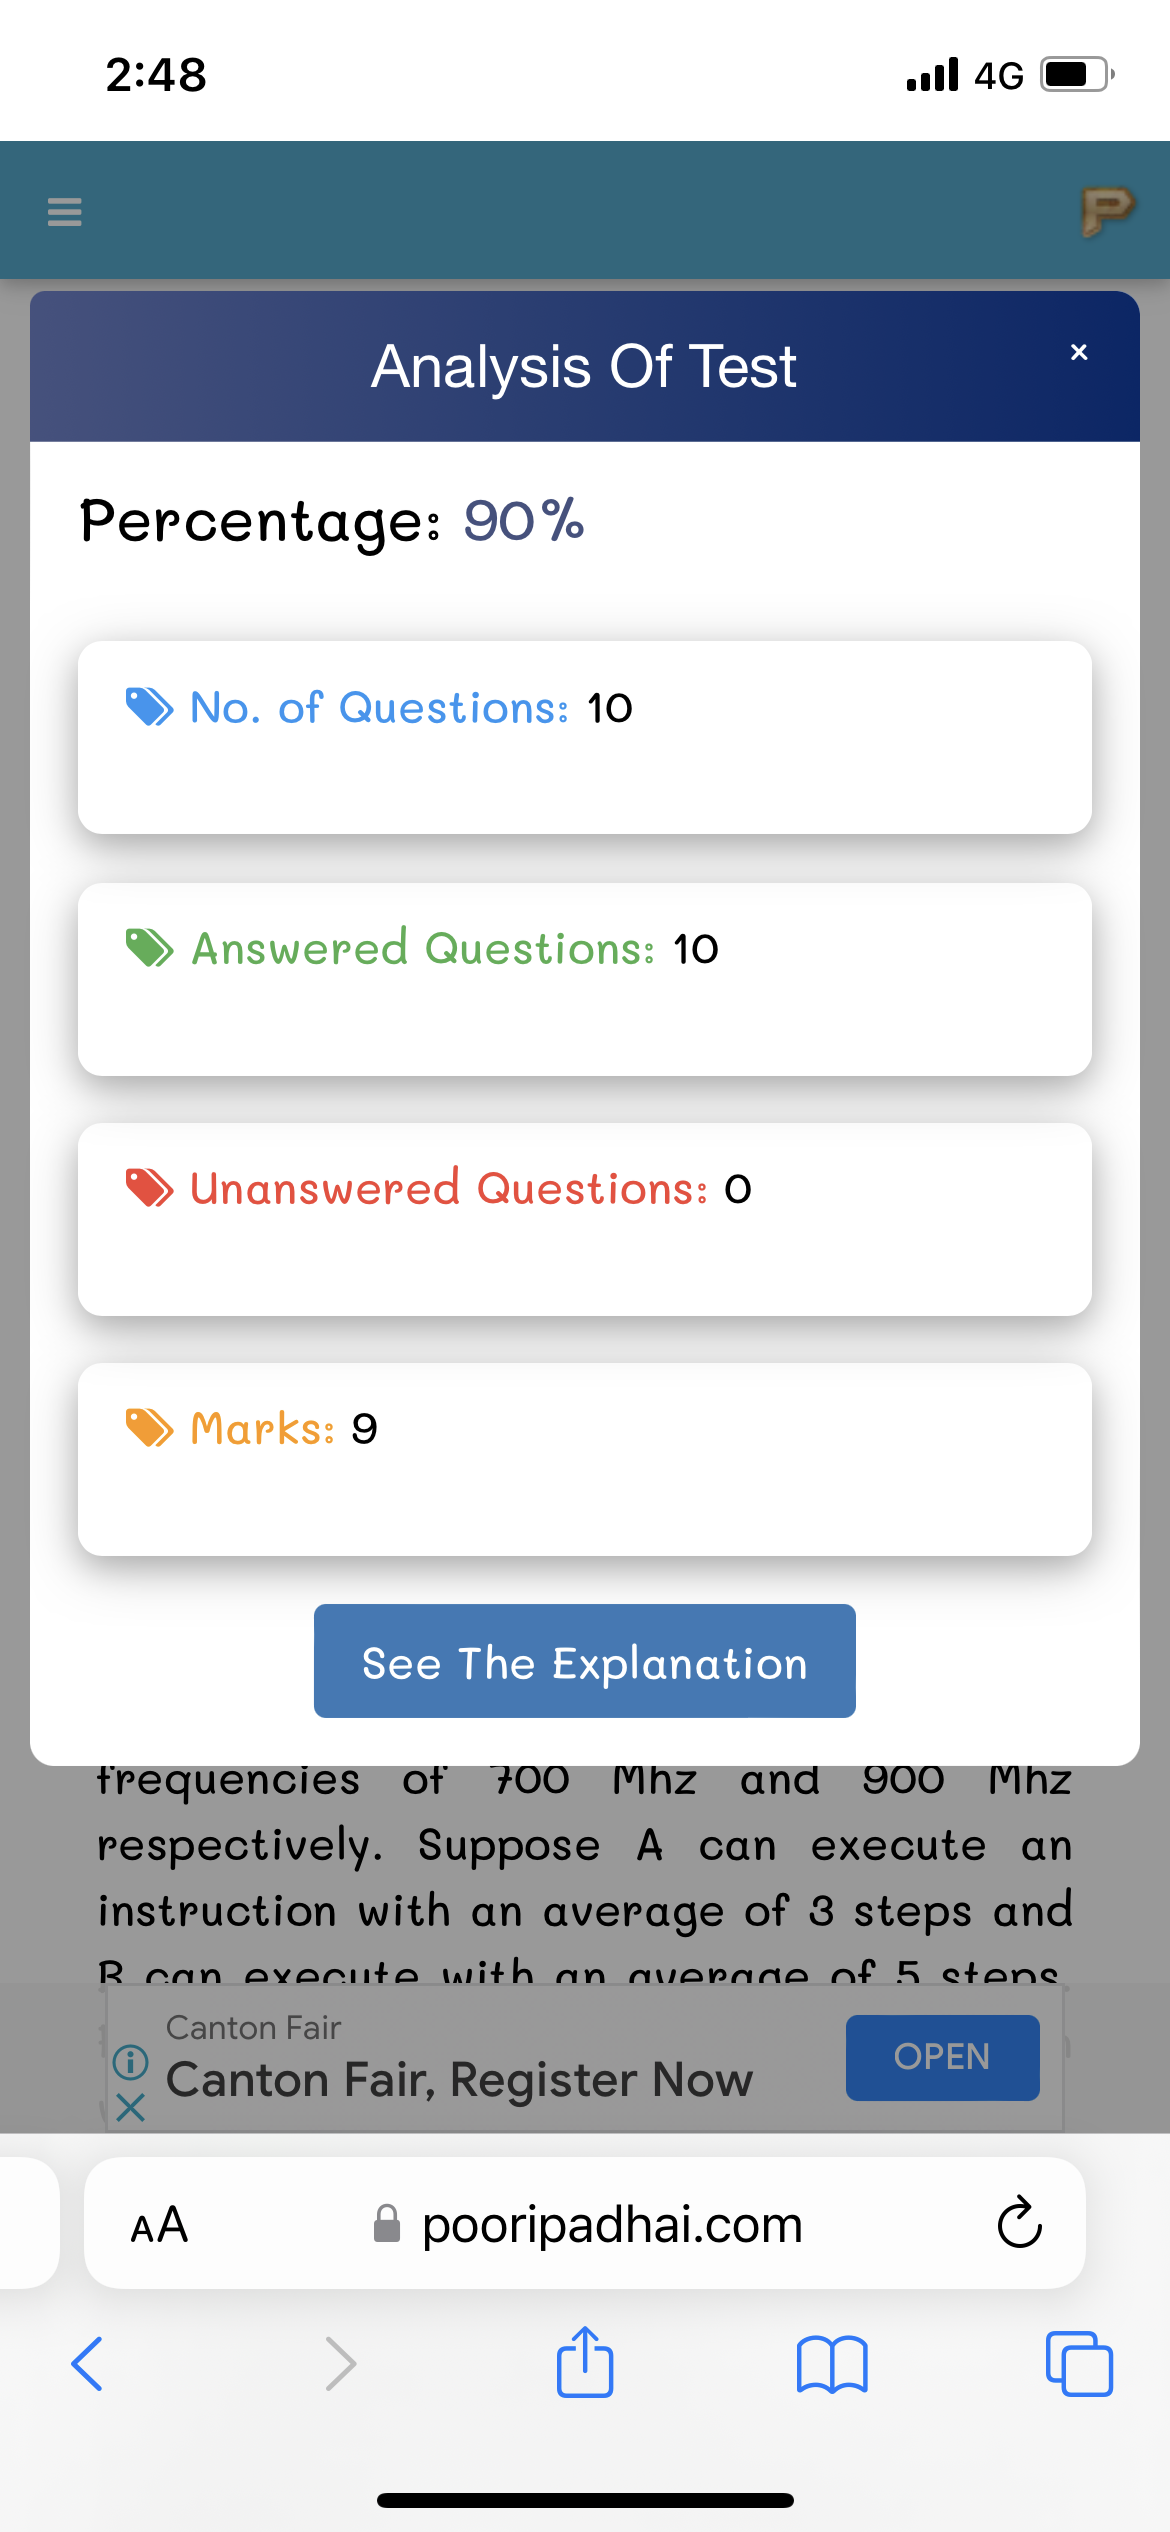 2:48
4G
P
Analysis Of Test
×
Percentage: 90%
No. of Questions: 10
Answered Questions: 10
Unanswered Questions: 0
Marks: 9
See The Explanation
frequencies of 700 Mhz and 900 Mhz
respectively. Suppose A can execute an
instruction with an average of 3 steps and
B can execute with an average of 5 steps.
Canton Fair
Canton Fair, Register Now
OPEN
AA
pooripadhai.com